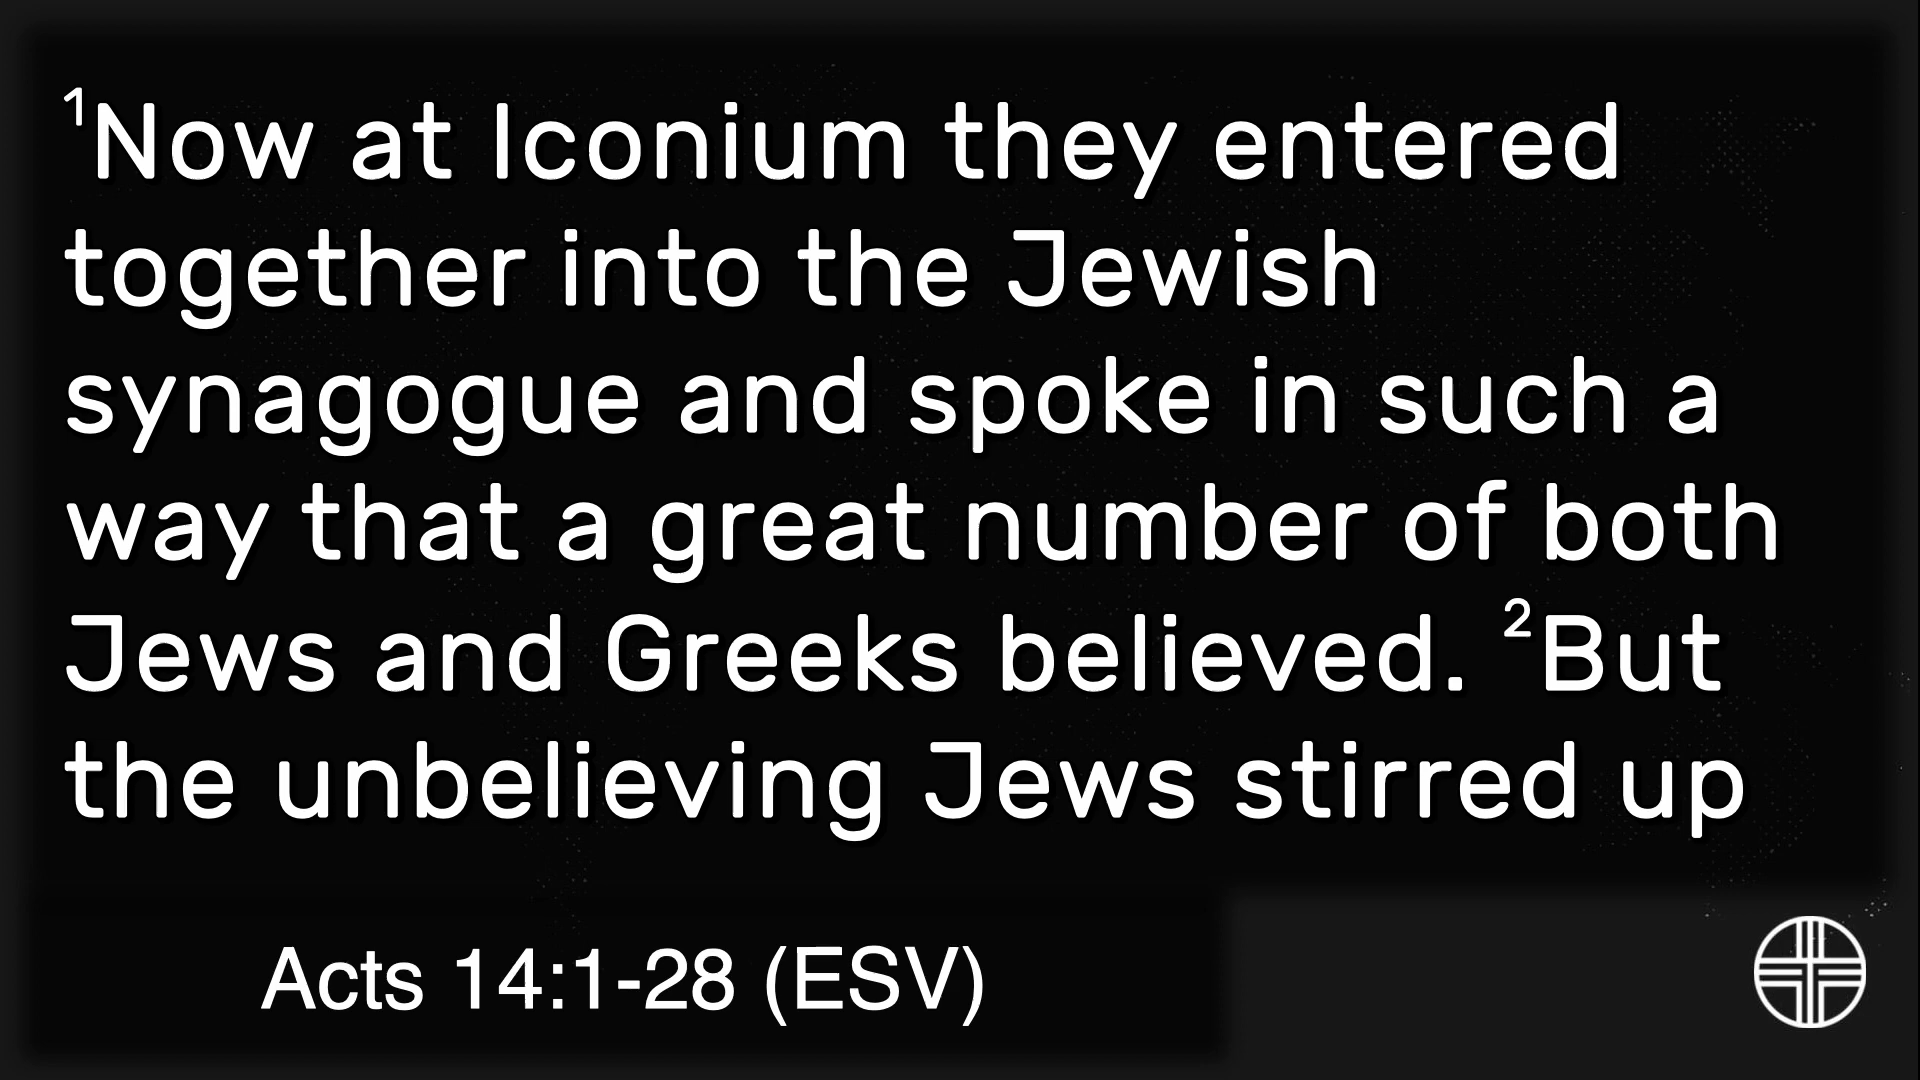 ¹Now at Iconium they entered
together into the Jewish
synagogue and spoke in such a
way that a great number of both
Jews and Greeks believed. ²But
the unbelieving Jews stirred up
Acts 14:1-28 (ESV)